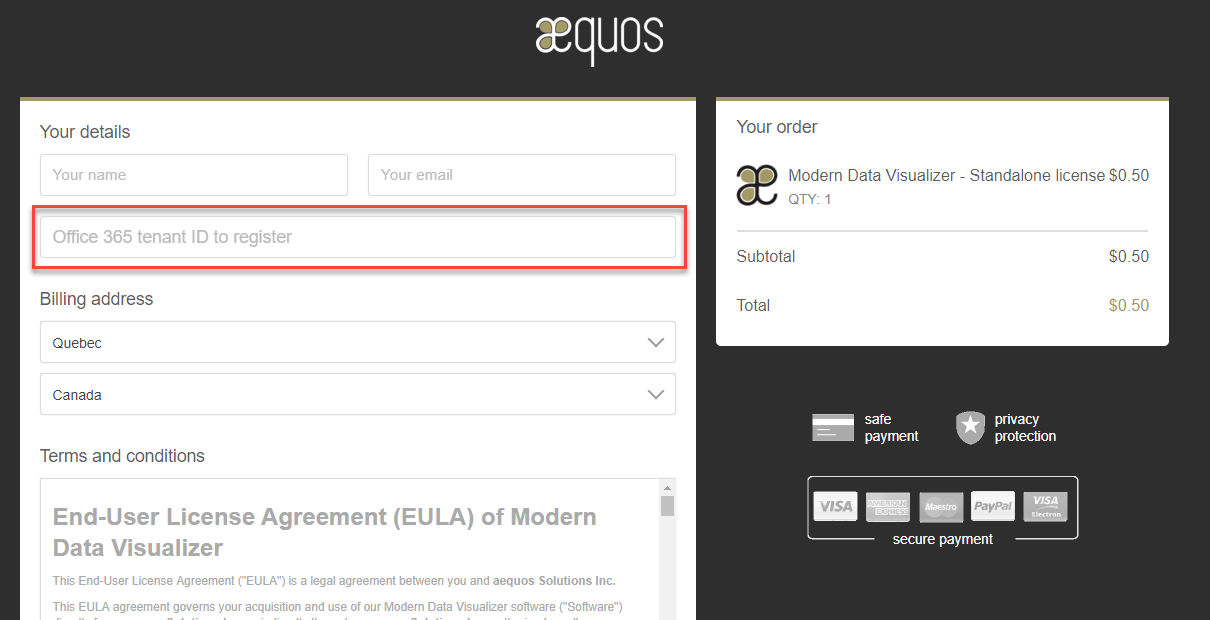 æquos
Your details
Your name
Your email
Office 365 tenant ID to register
Billing address
Quebec
Canada
Terms and conditions
End-User License Agreement (EULA) of Modern
Data Visualizer
This End-User License Agreement ("EULA") is a legal agreement between you and aequos Solutions Inc.
This EULA agreement governs your acquisition and use of our Modern Data Visualizer software ("Software")
Your order
æ
Modern Data Visualizer - Standalone license $0.50
QTY: 1
Subtotal $0.50
Total $0.50
safe
payment
privacy
protection
VISA
AMERICAN
EXPRESS
Maestro
PayPal
VISA
Electron
secure payment